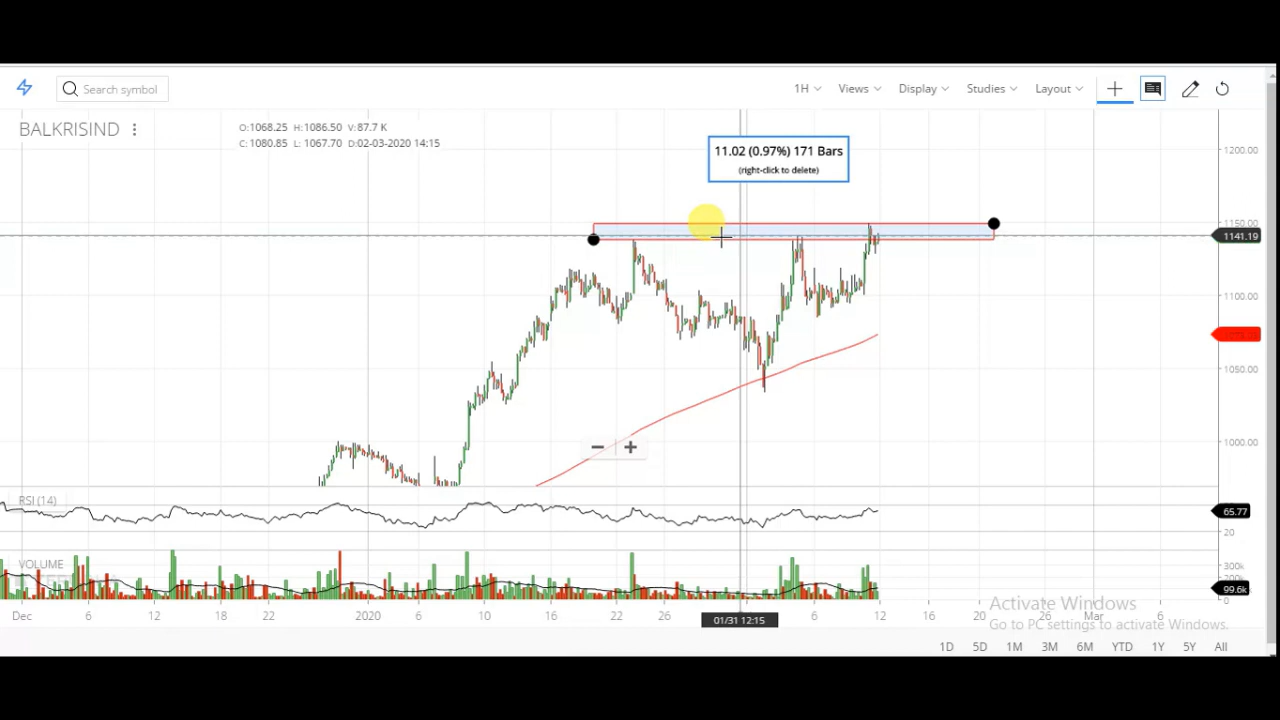 Search symbol
1H Views Display Studies Layout
BALKRISIND
O:1068.25 H:1086.50 V:87.7 K
C:1080.85 L: 1067.70 D:02-03-2020 14:15
11.02 (0.97%) 171 Bars
(right-click to delete)
1200.00
1150.00
1141.19
1100.00
1050.00
1000.00
− +
RSI (14)
65.77
20
VOLUME
300k
200k
99.6k
0
Dec 6 12 18 22 2020 6 10 16 22 26 01/31 12:15 6 12 16 20 Mar 6
Activate Windows
Go to PC settings to activate Windows.
1D 5D 1M 3M 6M YTD 1Y 5Y All